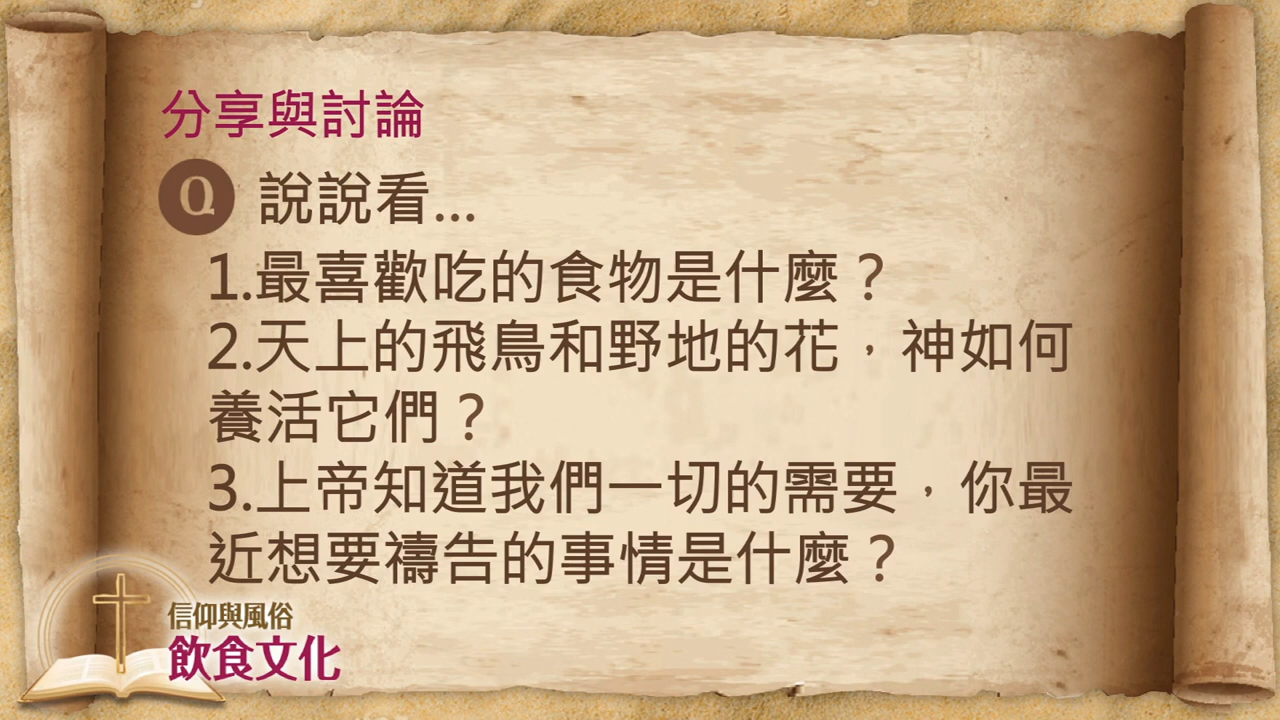 分享與討論
Q 說說看...
1.最喜歡吃的食物是什麼？
2.天上的飛鳥和野地的花，神如何
養活它們？
3.上帝知道我們一切的需要，你最
近想要禱告的事情是什麼？
信仰與風俗
飲食文化